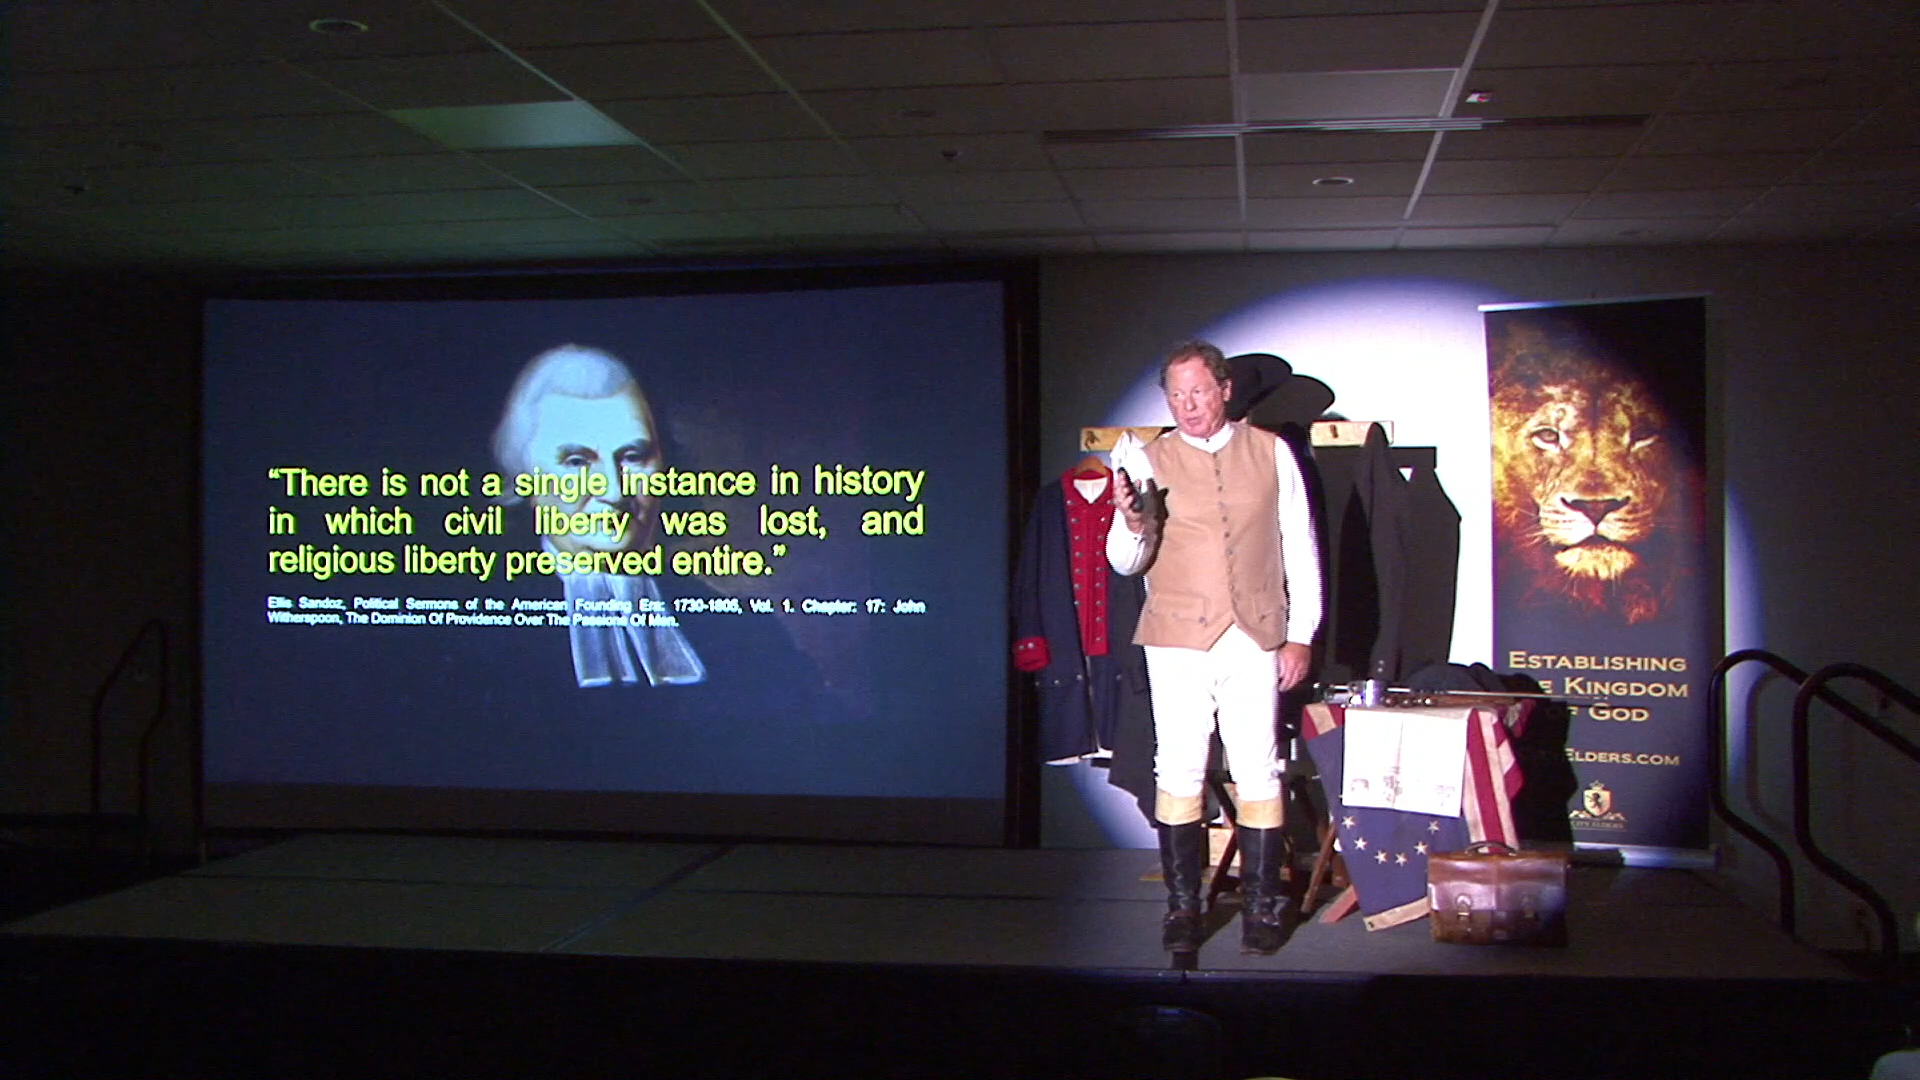 “There is not a single instance in history
in which civil liberty was lost, and
religious liberty preserved entire.”
Ellis Sandoz, Political Sermons of the American Founding Era: 1730-1805, Vol. 1. Chapter: 17: John
Witherspoon, The Dominion Of Providence Over The Passions Of Men.
ESTABLISHING
E KINGDOM
F GOD
ELDERS.COM
CITY ELDERS